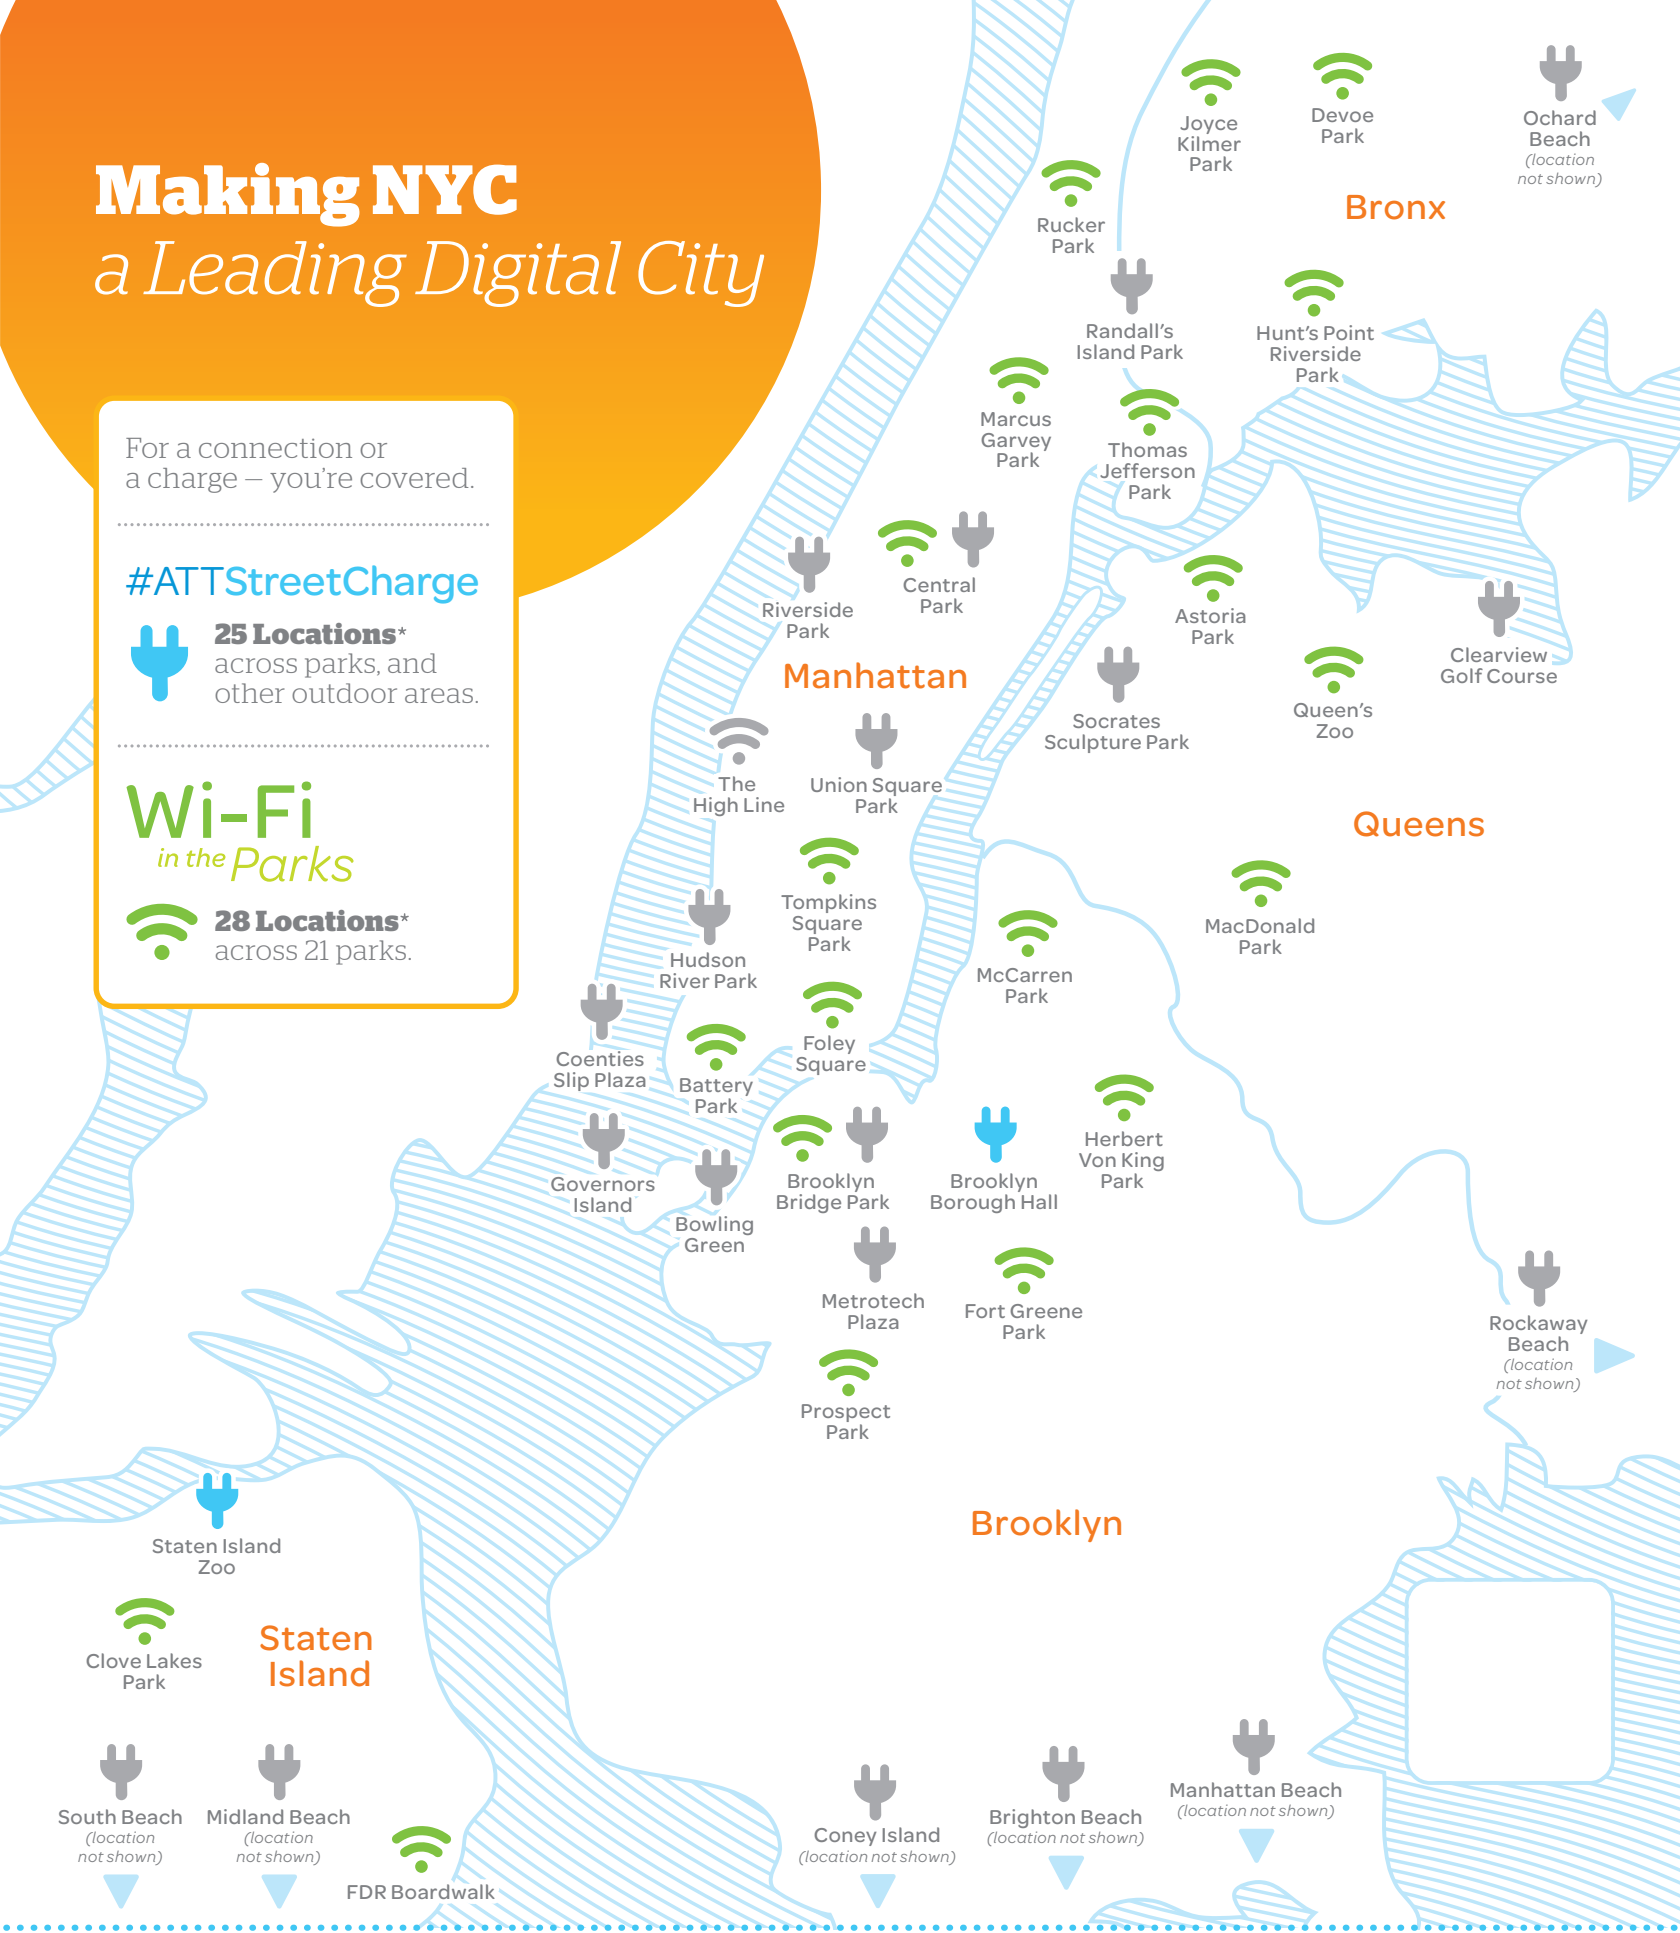 Making NYC
a Leading Digital City
For a connection or
a charge – you're covered.
#ATTStreetCharge
25 Locations*
across parks, and
other outdoor areas.
Wi-Fi
in the Parks
28 Locations*
across 21 parks.
Joyce
Kilmer
Park
Devoe
Park
Ochard
Beach
(location
not shown)
Bronx
Rucker
Park
Randall's
Island Park
Hunt's Point
Riverside
Park
Marcus
Garvey
Park
Thomas
Jefferson
Park
Riverside
Park
Central
Park
Manhattan
Astoria
Park
Clearview
Golf Course
Socrates
Sculpture Park
Queen's
Zoo
The
High Line
Union Square
Park
Queens
Tompkins
Square
Park
MacDonald
Park
Hudson
River Park
McCarren
Park
Coenties
Slip Plaza
Battery
Park
Foley
Square
Governors
Island
Bowling
Green
Brooklyn
Bridge Park
Brooklyn
Borough Hall
Herbert
Von King
Park
Metrotech
Plaza
Fort Greene
Park
Rockaway
Beach
(location
not shown)
Prospect
Park
Brooklyn
Staten Island
Zoo
Clove Lakes
Park
Staten
Island
South Beach
(location
not shown)
Midland Beach
(location
not shown)
FDR Boardwalk
Coney Island
(location not shown)
Brighton Beach
(location not shown)
Manhattan Beach
(location not shown)